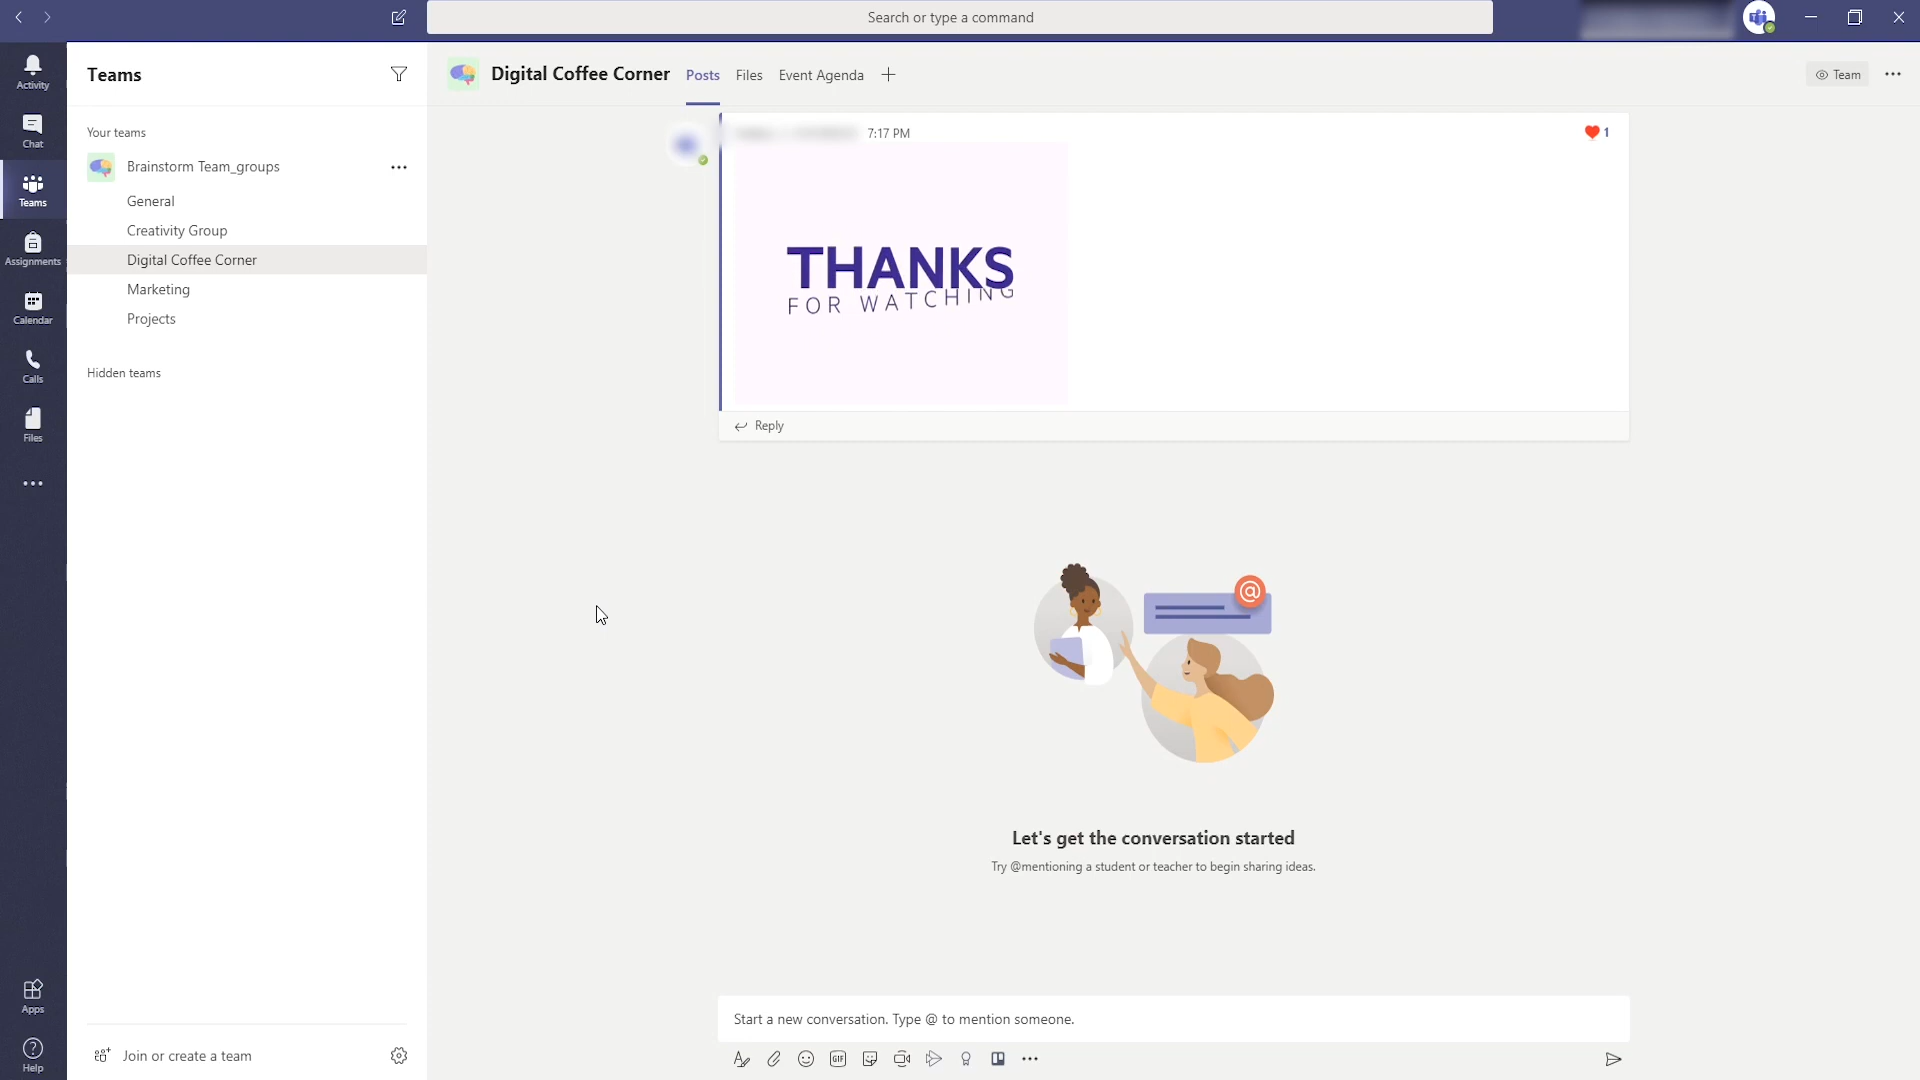 Search or type a command
Activity
Chat
Teams
Assignments
Calendar
Calls
Files
Apps
Help
Teams
Your teams
Brainstorm Team_groups
General
Creativity Group
Digital Coffee Corner
Marketing
Projects
Hidden teams
Join or create a team
Digital Coffee Corner
Posts
Files
Event Agenda
Team
7:17 PM
1
THANKS
FOR WATCHING
Reply
@
Let's get the conversation started
Try @mentioning a student or teacher to begin sharing ideas.
Start a new conversation. Type @ to mention someone.
GIF